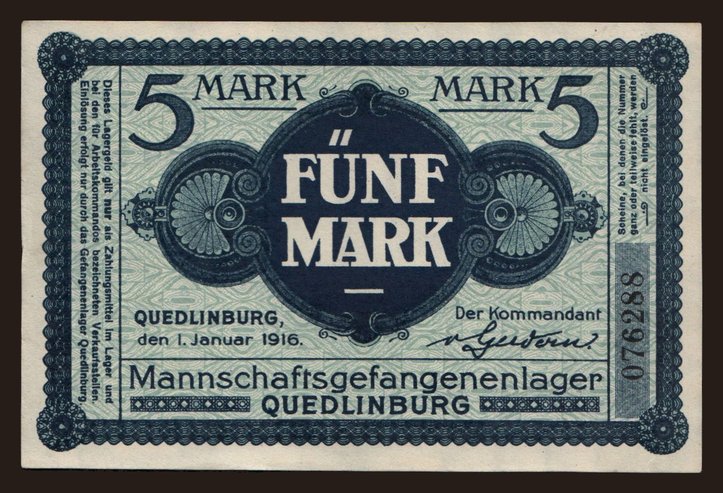 5 MARK MARK 5
FÜNF
MARK
QUEDLINBURG,
den 1. Januar 1916.
Der Kommandant
v Geldern
Mannschaftsgefangenenlager
QUEDLINBURG
Dieses Lagergeld gilt nur als Zahlungsmittel im Lager und
bei den für Arbeitskommandos bezeichneten Verkaufsstellen.
Einlösung erfolgt nur durch das Gefangenenlager Quedlinburg.
Scheine, bei denen die Nummer
ganz oder teilweise fehlt, werden
nicht eingelöst.
076288